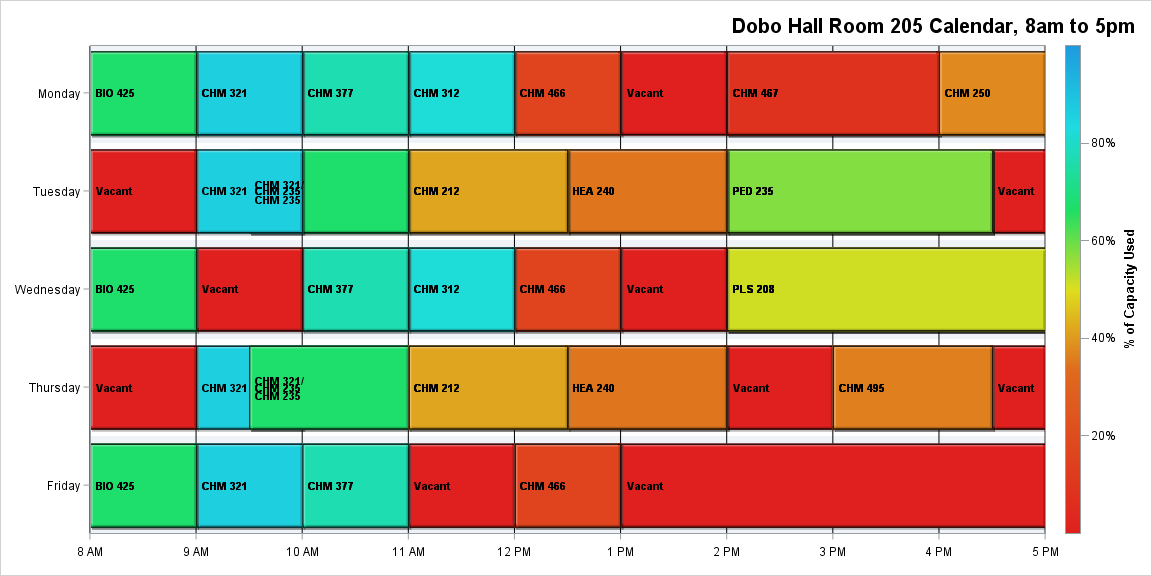 Dobo Hall Room 205 Calendar, 8am to 5pm
Monday
BIO 425
CHM 321
CHM 377
CHM 312
CHM 466
Vacant
CHM 467
CHM 250
Tuesday
Vacant
CHM 321
CHM 321/
CHM 235
CHM 235
CHM 212
HEA 240
PED 235
Vacant
Wednesday
BIO 425
Vacant
CHM 377
CHM 312
CHM 466
Vacant
PLS 208
Thursday
Vacant
CHM 321
CHM 321/
CHM 235
CHM 235
CHM 212
HEA 240
Vacant
CHM 495
Vacant
Friday
BIO 425
CHM 321
CHM 377
Vacant
CHM 466
Vacant
8 AM
9 AM
10 AM
11 AM
12 PM
1 PM
2 PM
3 PM
4 PM
5 PM
80%
60%
40%
20%
% of Capacity Used